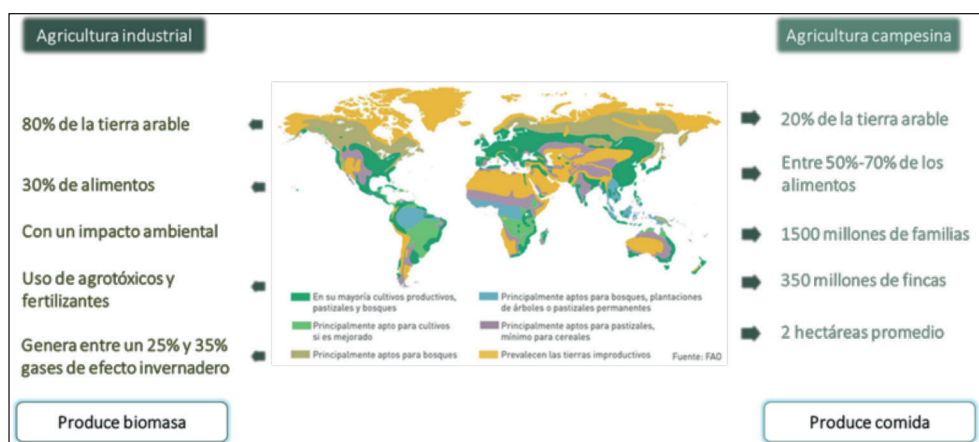 Agricultura industrial
80% de la tierra arable
30% de alimentos
Con un impacto ambiental
Uso de agrotóxicos y
fertilizantes
Genera entre un 25% y 35%
gases de efecto invernadero
Produce biomasa
En su mayoría cultivos productivos,
pastizales y bosques
Principalmente apto para cultivos
si es mejorado
Principalmente aptos para bosques
Principalmente aptos para bosques, plantaciones
de árboles o pastizales permanentes
Principalmente aptos para pastizales,
mínimo para cereales
Prevalecen las tierras improductivos
Fuente: FAO
Agricultura campesina
20% de la tierra arable
Entre 50%-70% de los
alimentos
1500 millones de familias
350 millones de fincas
2 hectáreas promedio
Produce comida